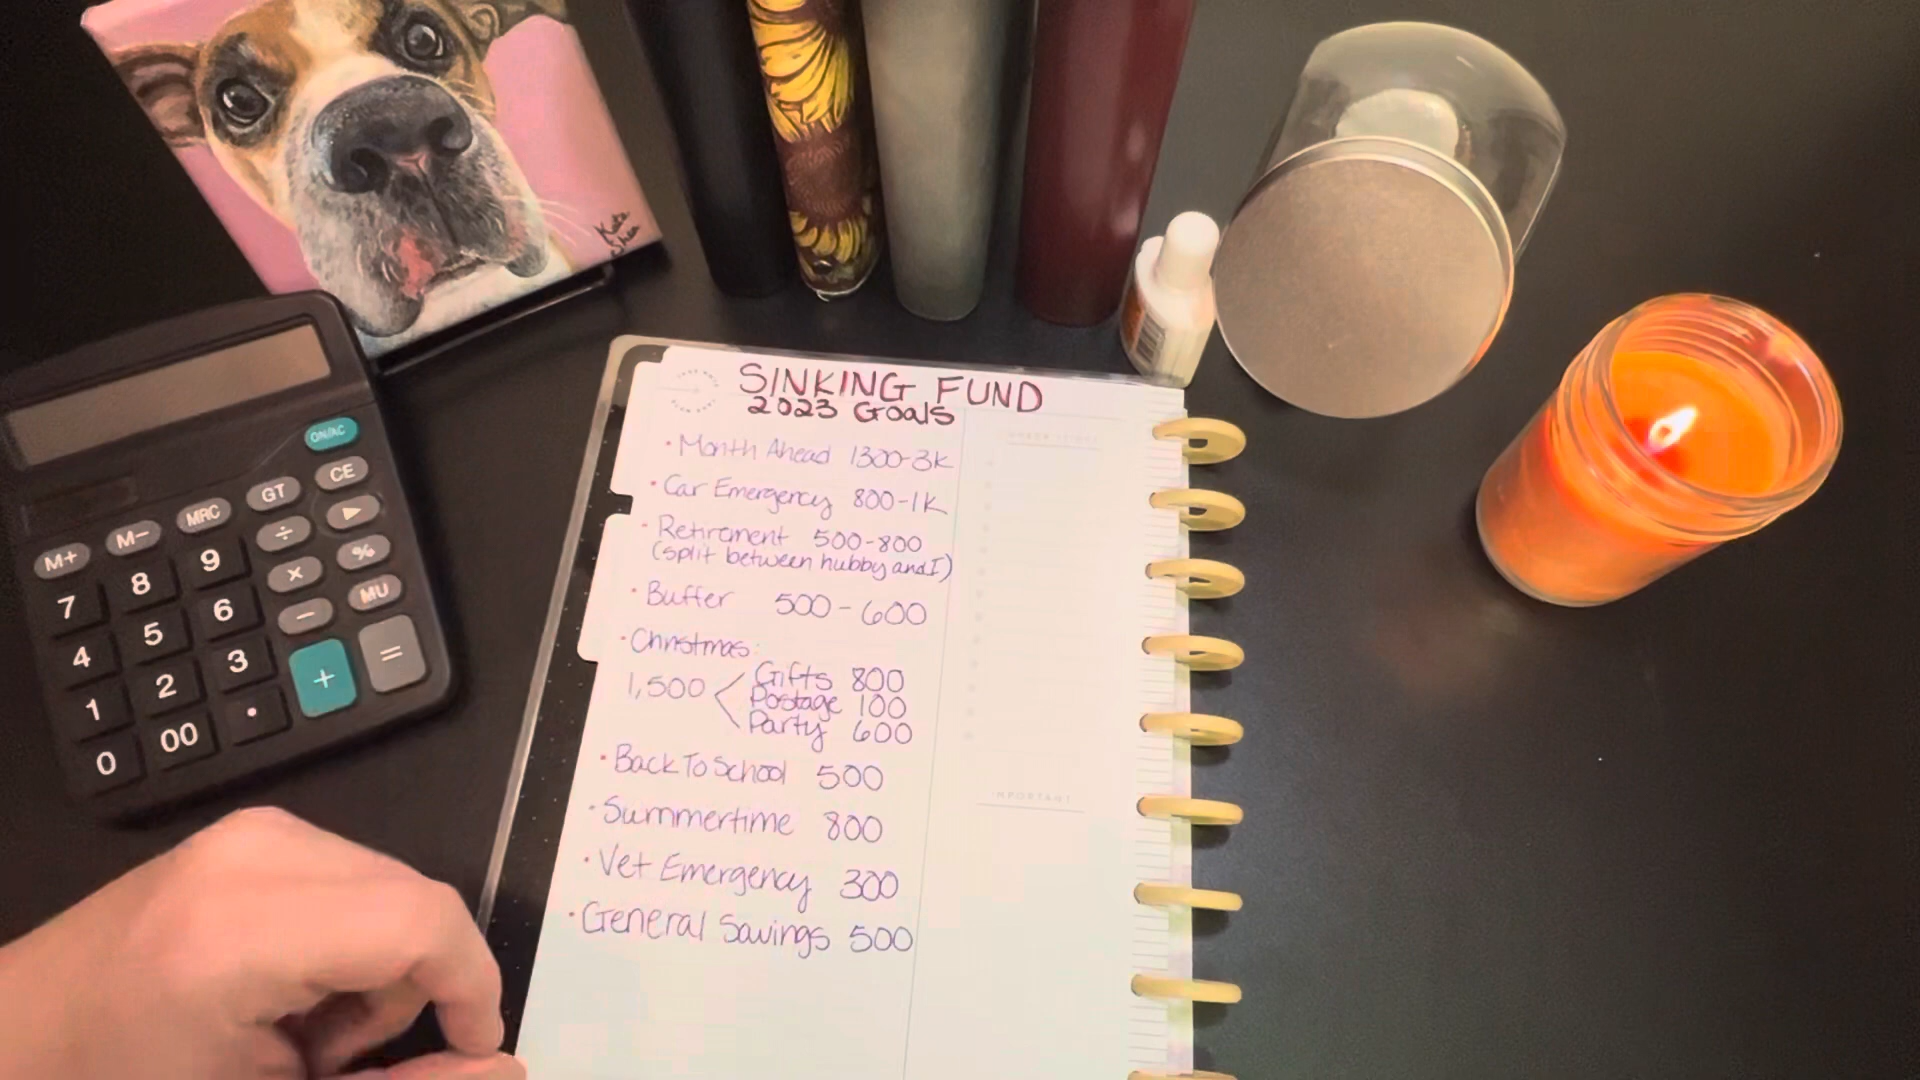 Kate
Shea
ON/AC
CE
GT
MRC
M-
M+
÷
▶
9
8
7
×
%
6
5
4
−
MU
3
2
1
+
=
.
00
0
SINKING FUND
2023 Goals
• Month Ahead 1300-3K
• Car Emergency 800-1K
• Retirement 500-800
(split between hubby and I)
• Buffer 500-600
• Christmas:
1,500 < Gifts 800
Postage 100
Party 600
• Back To School 500
• Summertime 800
• Vet Emergency 300
• General Savings 500
IMPORTANT